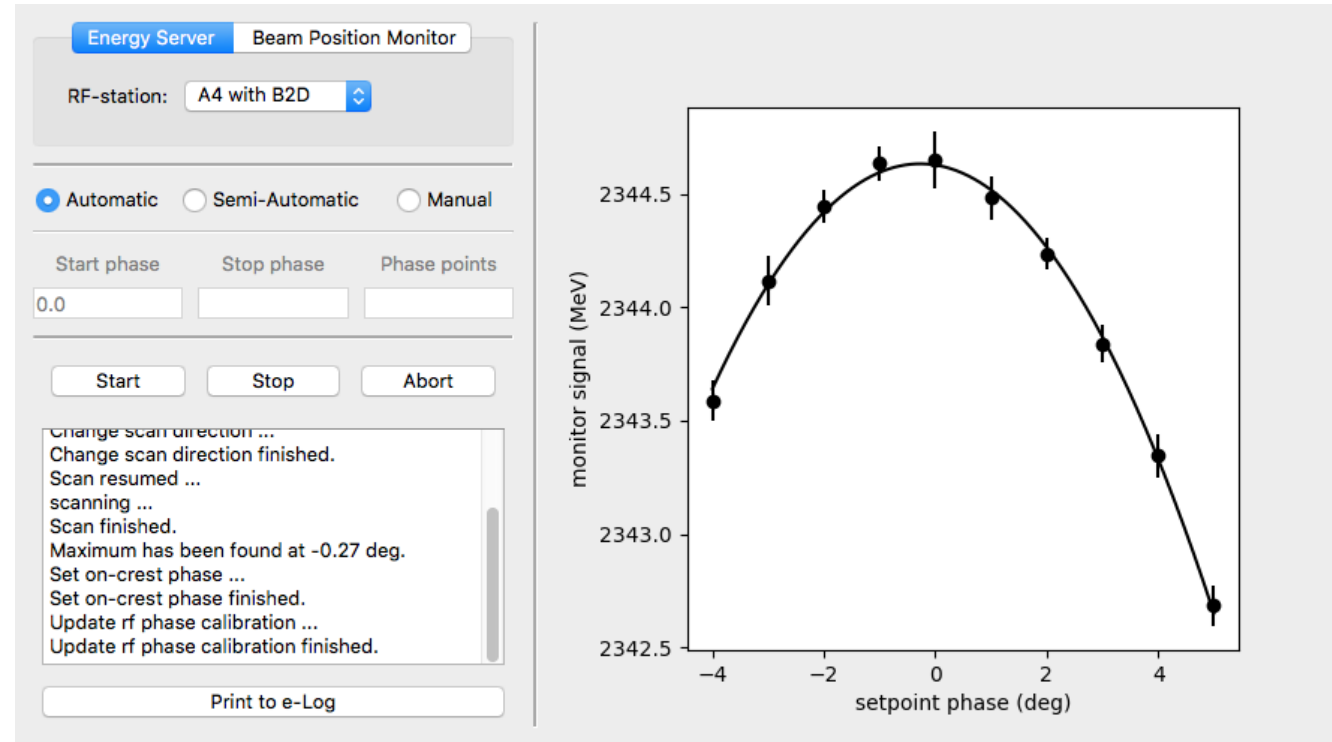 Energy Server Beam Position Monitor
RF-station: A4 with B2D
Automatic Semi-Automatic Manual
Start phase Stop phase Phase points
0.0
Start Stop Abort
Change scan direction ...
Change scan direction finished.
Scan resumed ...
scanning ...
Scan finished.
Maximum has been found at -0.27 deg.
Set on-crest phase ...
Set on-crest phase finished.
Update rf phase calibration ...
Update rf phase calibration finished.
Print to e-Log
monitor signal (MeV)
2344.5
2344.0
2343.5
2343.0
2342.5
−4 −2 0 2 4
setpoint phase (deg)